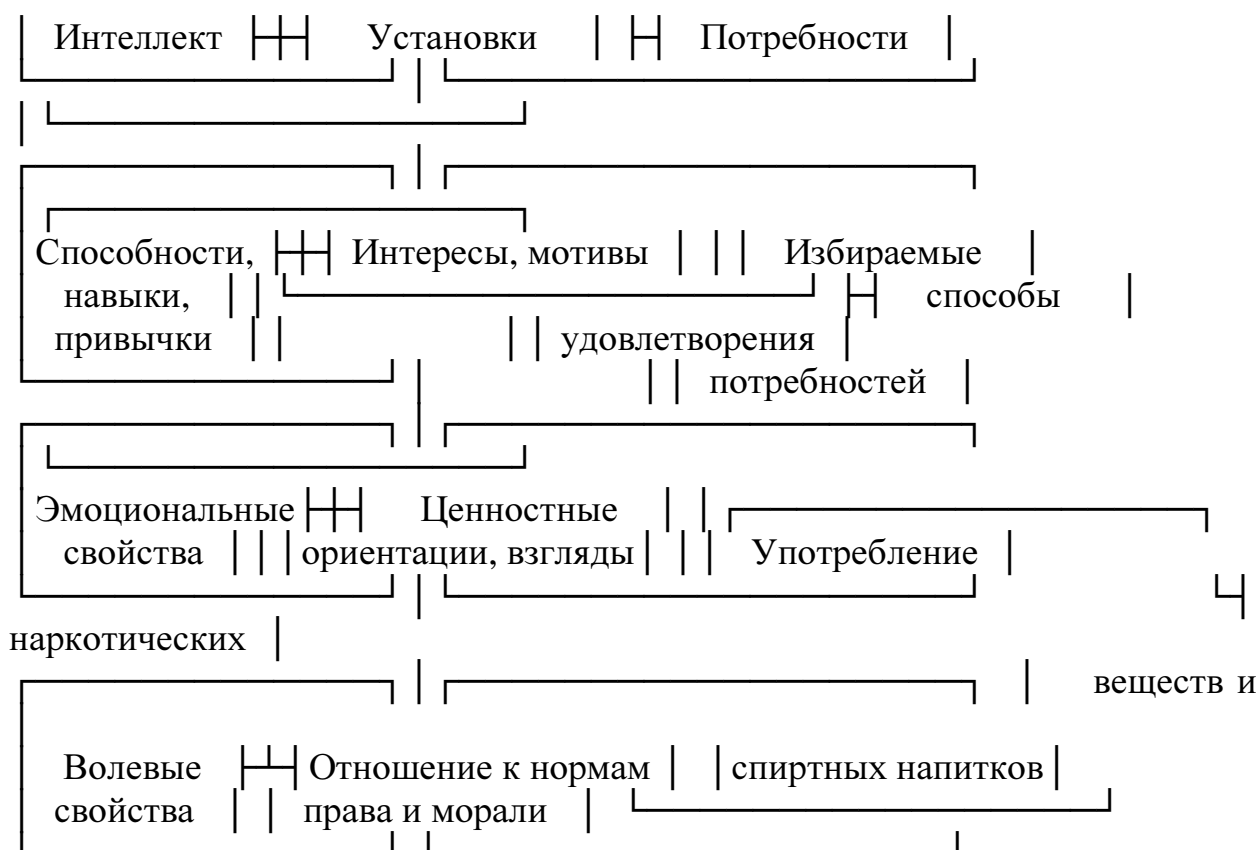 Интеллект Установки Потребности
Способности, Интересы, мотивы Избираемые
навыки, способы
привычки удовлетворения
потребностей
Эмоциональные Ценностные
свойства ориентации, взгляды Употребление
наркотических
веществ и
Волевые Отношение к нормам спиртных напитков
свойства права и морали